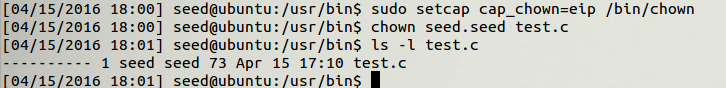 [04/15/2016 18:00] seed@ubuntu:/usr/bin$ sudo setcap cap_chown=eip /bin/chown
[04/15/2016 18:00] seed@ubuntu:/usr/bin$ chown seed.seed test.c
[04/15/2016 18:01] seed@ubuntu:/usr/bin$ ls -l test.c
---------- 1 seed seed 73 Apr 15 17:10 test.c
[04/15/2016 18:01] seed@ubuntu:/usr/bin$